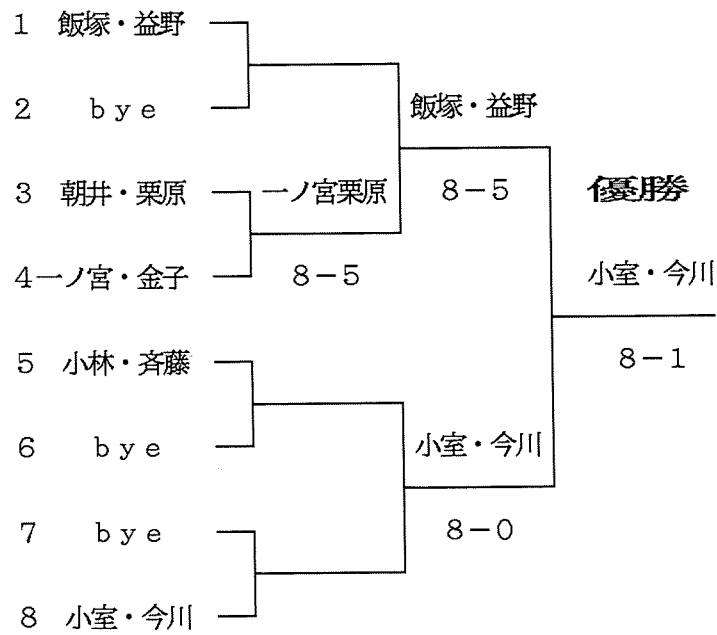 1 飯塚・益野
2 bye
飯塚・益野
3 朝井・栗原
一ノ宮栗原
8-5
優勝
4一ノ宮・金子
8-5
小室・今川
5 小林・斉藤
8-1
6 bye
小室・今川
7 bye
8-0
8 小室・今川